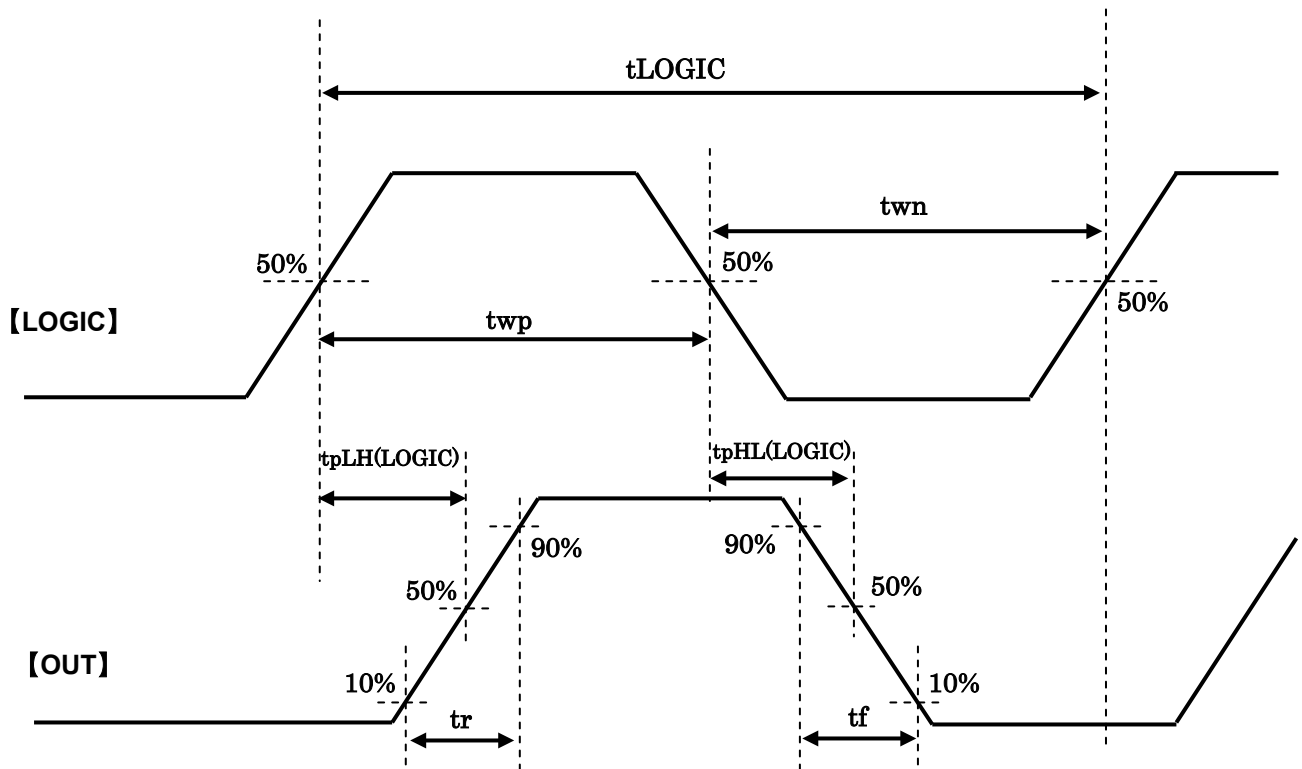 tLOGIC
twn
50%
50%
50%
【LOGIC】
twp
tpLH(LOGIC)
tpHL(LOGIC)
90%
90%
50%
50%
【OUT】
10%
10%
tr
tf